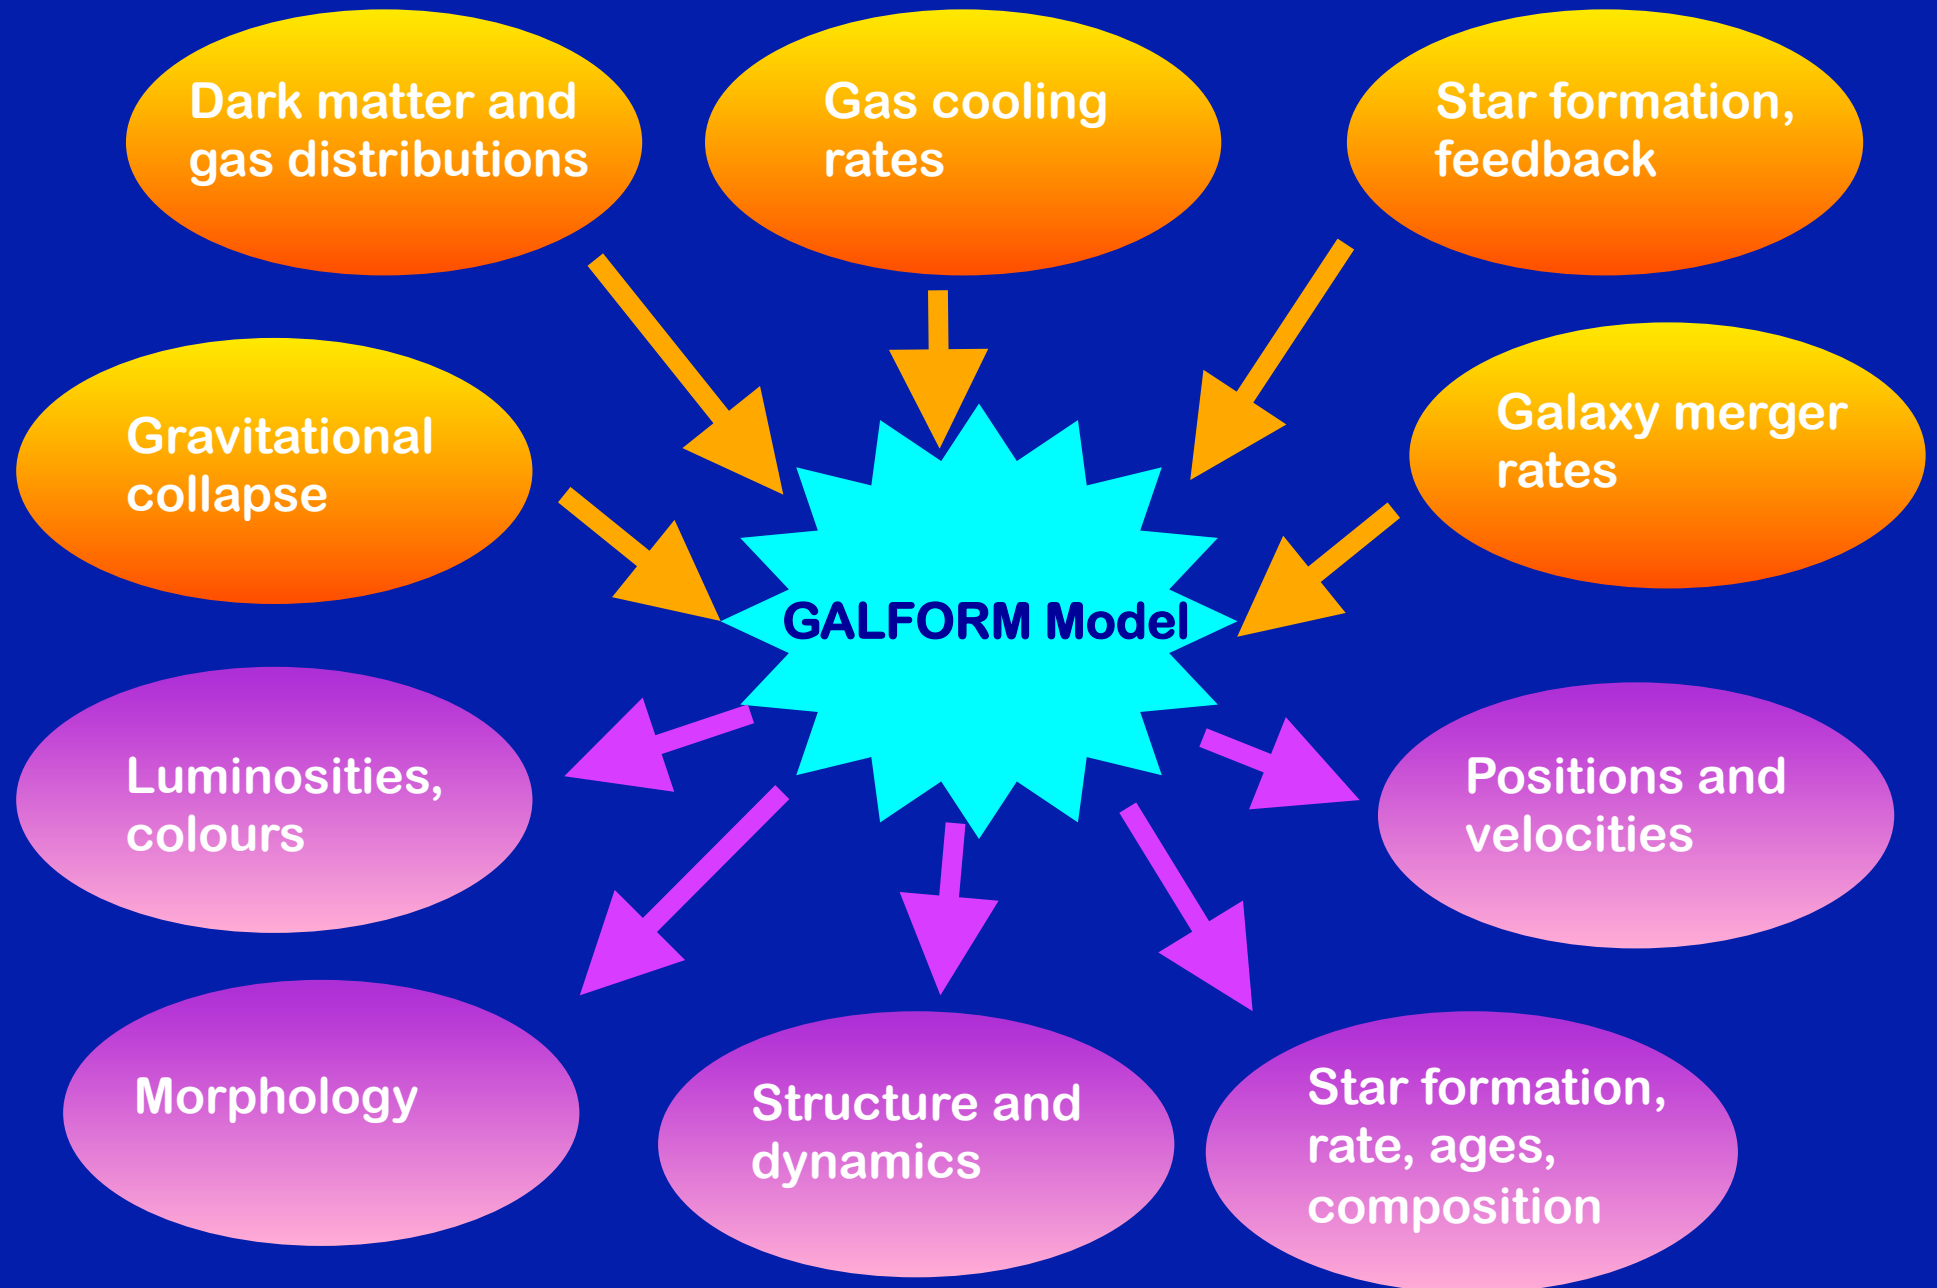 Dark matter and
gas distributions
Gas cooling
rates
Star formation,
feedback
Gravitational
collapse
Galaxy merger
rates
GALFORM Model
Luminosities,
colours
Positions and
velocities
Morphology
Structure and
dynamics
Star formation,
rate, ages,
composition